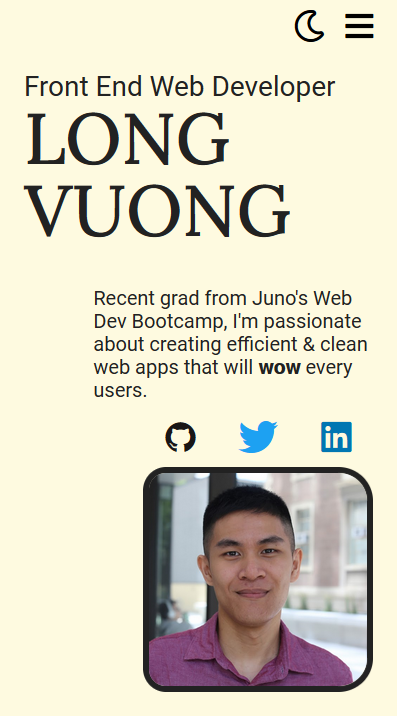 Front End Web Developer
LONG
VUONG
Recent grad from Juno's Web
Dev Bootcamp, I'm passionate
about creating efficient & clean
web apps that will wow every
users.
in